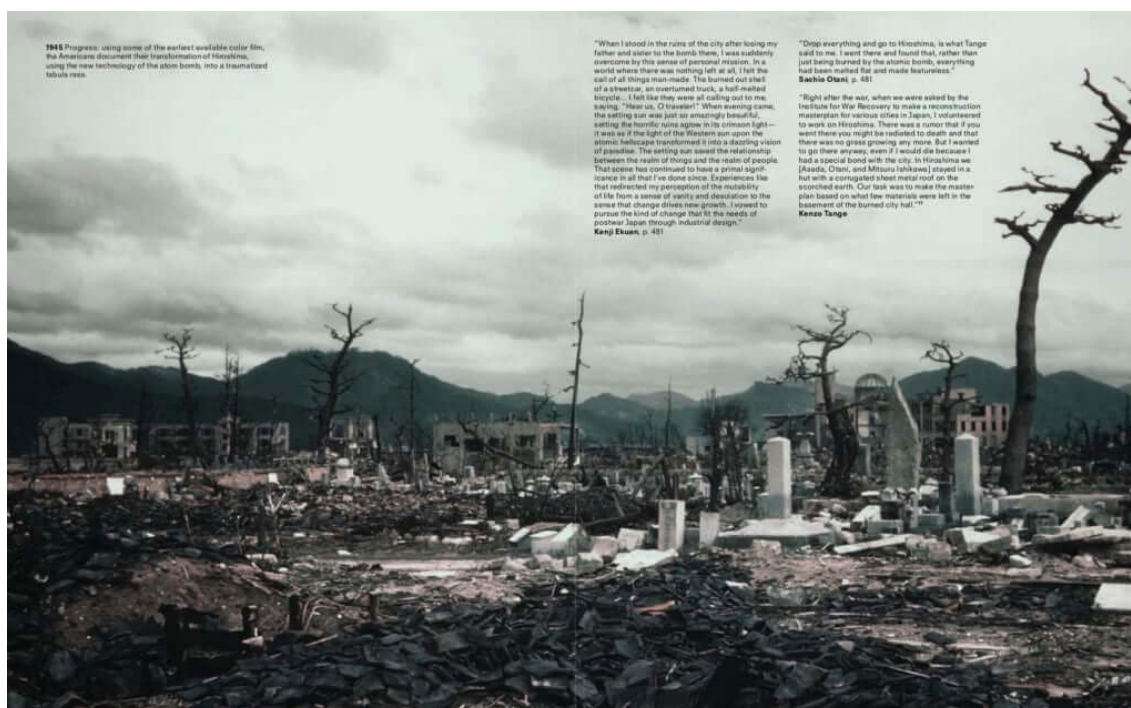 1945 Progress: using some of the earliest available color film,
the Americans document their transformation of Hiroshima,
using the new technology of the atom bomb, into a traumatized
tabula rasa.
"When I stood in the ruins of the city after losing my
father and sister to the bomb there, I was suddenly
overcome by this sense of personal mission. In a
world where there was nothing left at all, I felt the
call of all things man-made. The burned out shell
of a streetcar, an overturned truck, a half-melted
bicycle... I felt like they were all calling out to me,
saying, "Hear us, O traveler!" When evening came,
the setting sun was just so amazingly beautiful,
setting the horrific ruins aglow in its crimson light—
it was as if the light of the Western sun upon the
atomic hellscape transformed it into a dazzling vision
of paradise. The setting sun saved the relationship
between the realm of things and the realm of people.
That scene has continued to have a primal signif-
icance in all that I've done since. Experiences like
that redirected my perception of the mutability
of life from a sense of vanity and desolation to the
sense that change drives new growth. I vowed to
pursue the kind of change that fit the needs of
postwar Japan through industrial design."
Kenji Ekuan, p. 481
"Drop everything and go to Hiroshima, is what Tange
said to me. I went there and found that, rather than
just being burned by the atomic bomb, everything
had been melted flat and made featureless."
Sachio Otani, p. 481
"Right after the war, when we were asked by the
Institute for War Recovery to make a reconstruction
masterplan for various cities in Japan, I volunteered
to work on Hiroshima. There was a rumor that if you
went there you might be radiated to death and that
there was no grass growing any more. But I wanted
to go there anyway, even if I would die because I
had a special bond with the city. In Hiroshima we
[Asada, Otani, and Mitsuru Ishikawa] stayed in a
hut with a corrugated sheet metal roof on the
scorched earth. Our task was to make the master-
plan based on what few materials were left in the
basement of the burned city hall."¹¹
Kenzo Tange